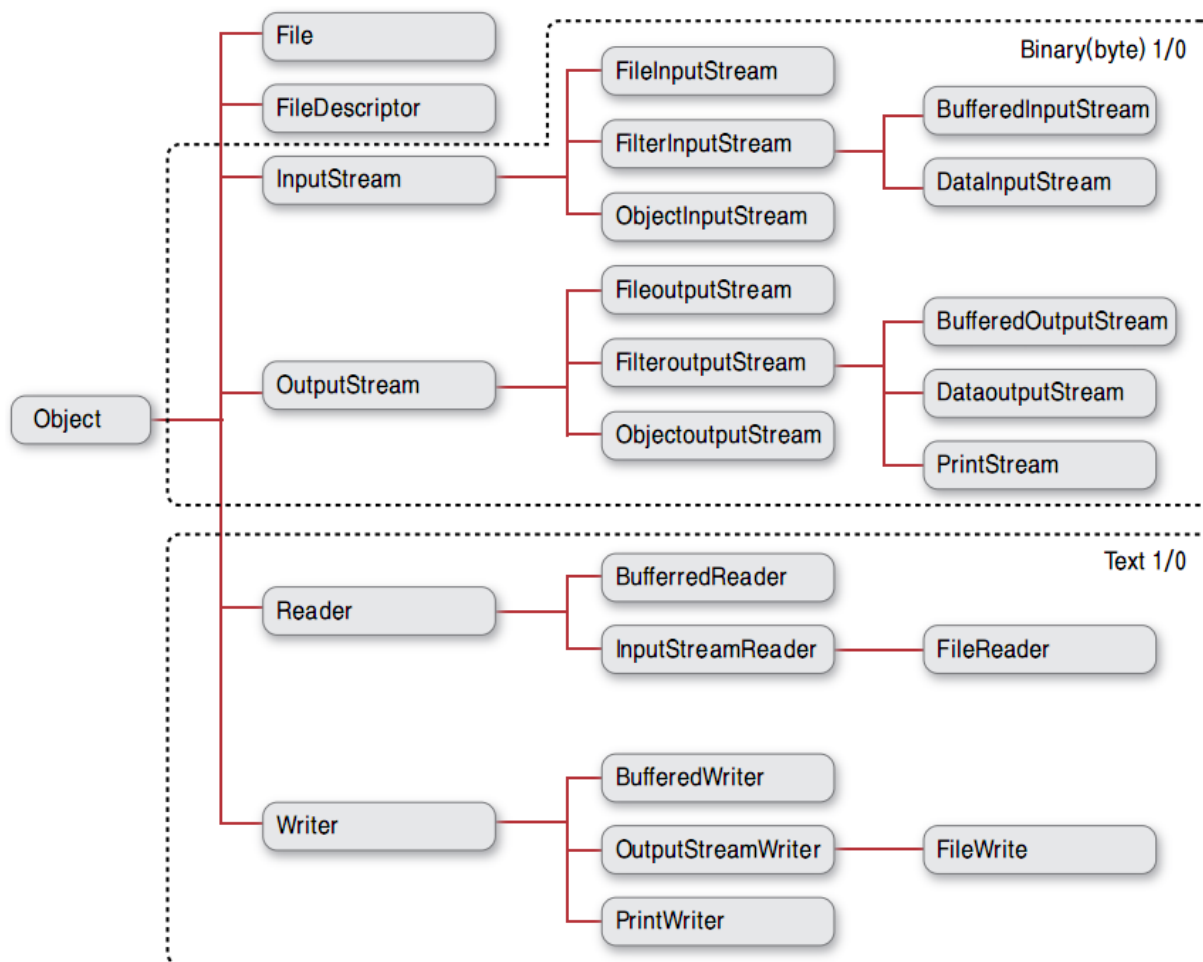 File
Binary(byte) 1/0
FileInputStream
FileDescriptor
BufferedInputStream
FilterInputStream
InputStream
DataInputStream
ObjectInputStream
FileoutputStream
BufferedOutputStream
FilteroutputStream
OutputStream
DataoutputStream
Object
ObjectoutputStream
PrintStream
Text 1/0
BufferredReader
Reader
InputStreamReader
FileReader
BufferedWriter
Writer
OutputStreamWriter
FileWrite
PrintWriter